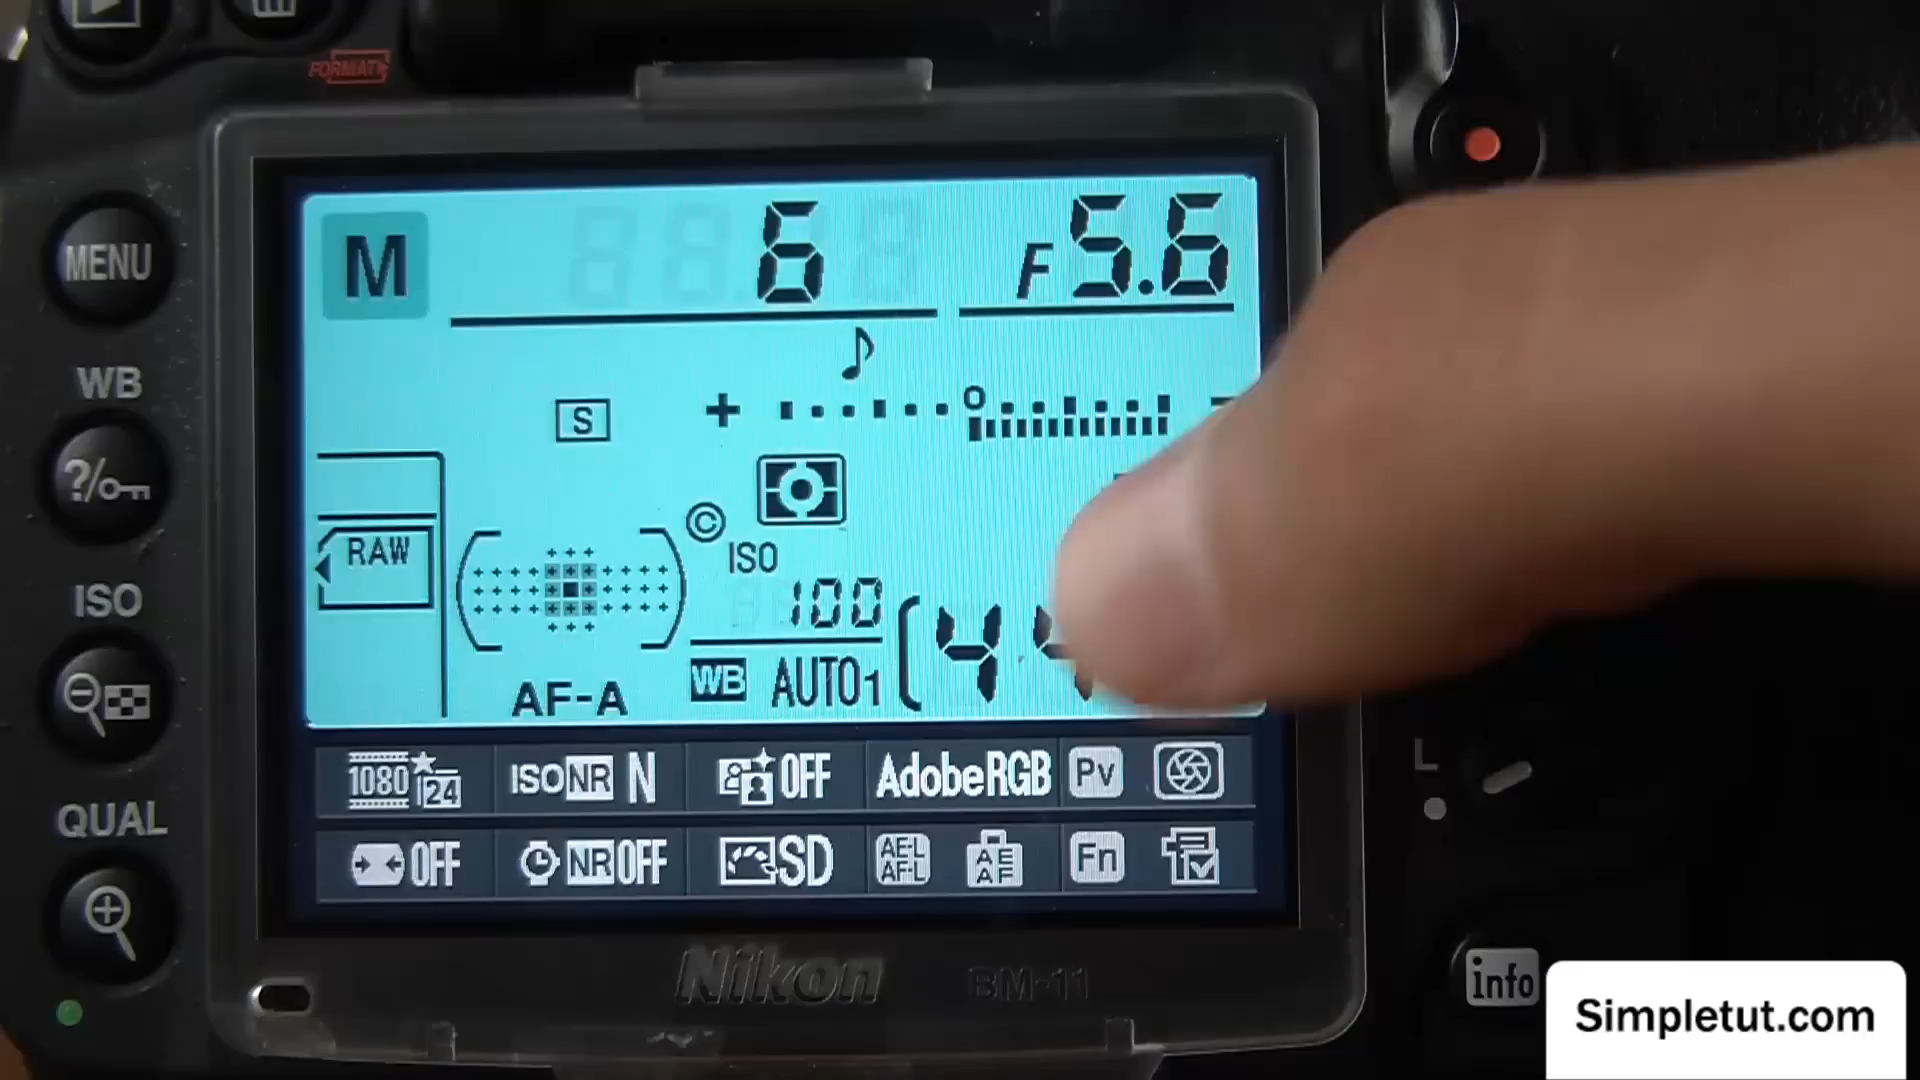 FORMAT
M 6 F5.6
MENU
WB
S + -
?/
RAW
ISO
ISO
100
AF-A WB AUTO1
1080 24 ISO NR N OFF AdobeRGB Pv
QUAL
OFF NR OFF SD AE-L AF-L AE AF Fn
L
Nikon BM-11
info
Simpletut.com